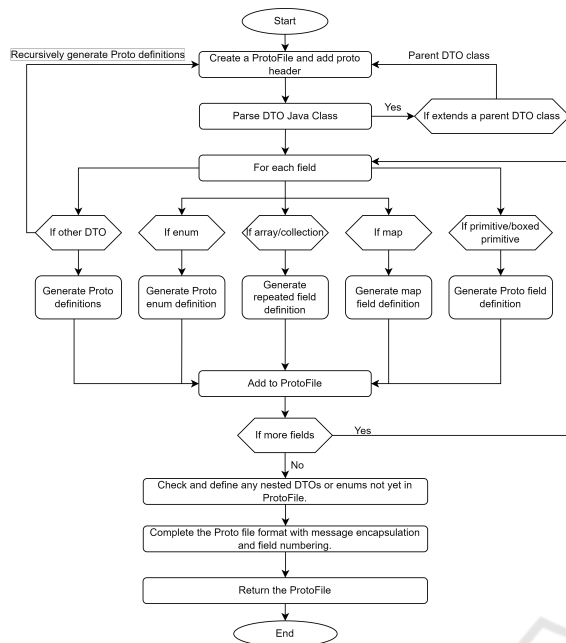 Start
Recursively generate Proto definitions
Create a ProtoFile and add proto
header
Parent DTO class
Parse DTO Java Class
Yes
If extends a parent DTO class
For each field
If other DTO
If enum
If array/collection
If map
If primitive/boxed
primitive
Generate Proto
definitions
Generate Proto
enum definition
Generate
repeated field
definition
Generate map
field definition
Generate Proto field
definition
Add to ProtoFile
If more fields
Yes
No
Check and define any nested DTOs or enums not yet in
ProtoFile.
Complete the Proto file format with message encapsulation
and field numbering.
Return the ProtoFile
End